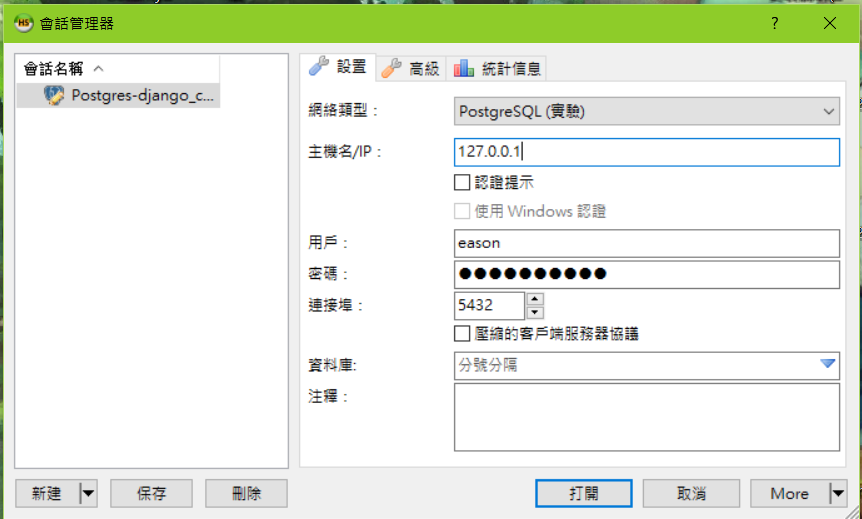 會話管理器
會話名稱
Postgres-django_c...
設置
高級
統計信息
網絡類型：
PostgreSQL (實驗)
主機名/IP：
127.0.0.1
認證提示
使用 Windows 認證
用戶：
eason
密碼：
●●●●●●●●●●
連接埠：
5432
壓縮的客戶端服務器協議
資料庫:
分號分隔
注釋：
新建
保存
刪除
打開
取消
More